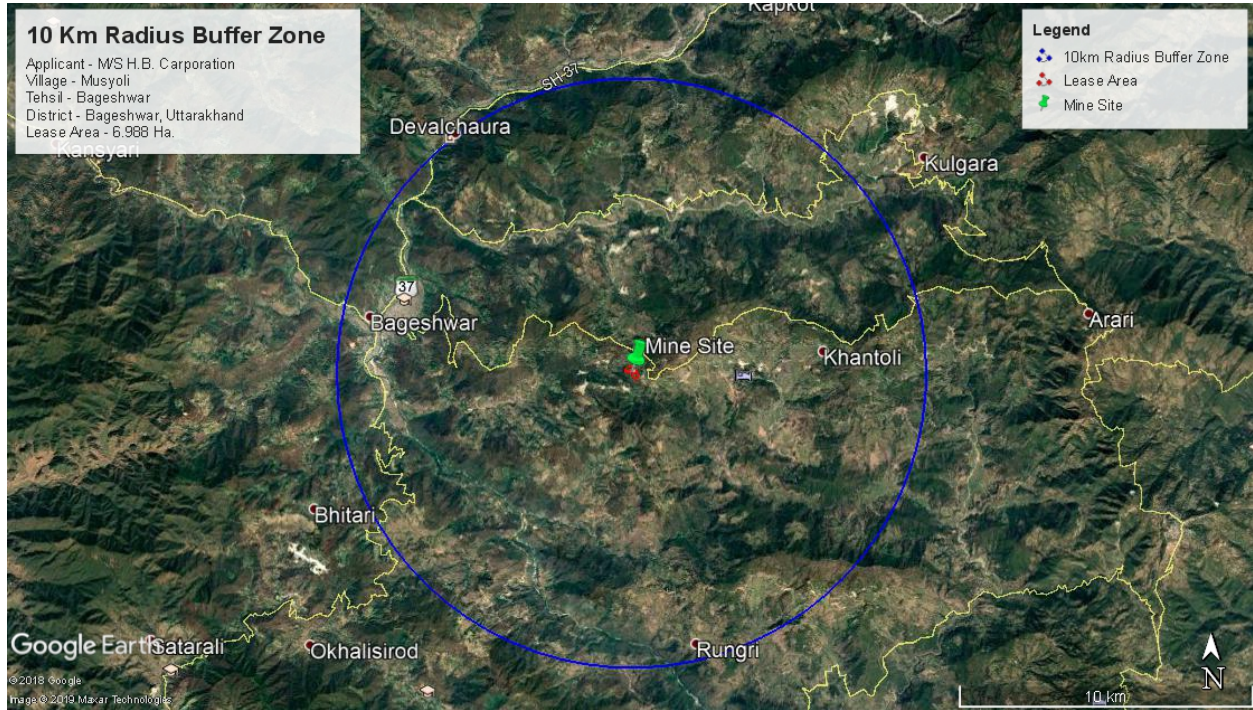 10 Km Radius Buffer Zone
Applicant - M/S H.B. Carporation
Village - Musyoli
Tehsil - Bageshwar
District - Bageshwar, Uttarakhand
Lease Area - 6.988 Ha.
Legend
10km Radius Buffer Zone
Lease Area
Mine Site
Kapkot
SH-37
Devalchaura
Kansyari
Kulgara
37
Bageshwar
Arari
Mine Site
Khantoli
Bhitari
Rungri
Okhalisirod
Satarali
Google Earth
© 2018 Google
Image © 2019 Maxar Technologies
N
10 km